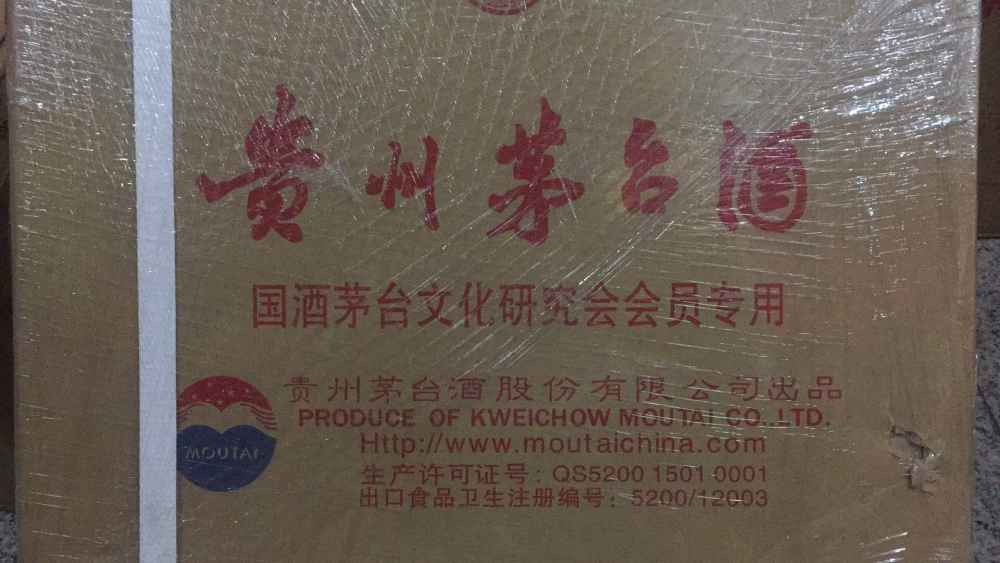 贵州茅台酒
国酒茅台文化研究会会员专用
贵州茅台酒股份有限公司出品
PRODUCE OF KWEICHOW MOUTAI CO.,LTD.
MOUTAI
Http://www.moutaichina.com
生产许可证号: QS5200 1501 0001
出口食品卫生注册编号: 5200/12003